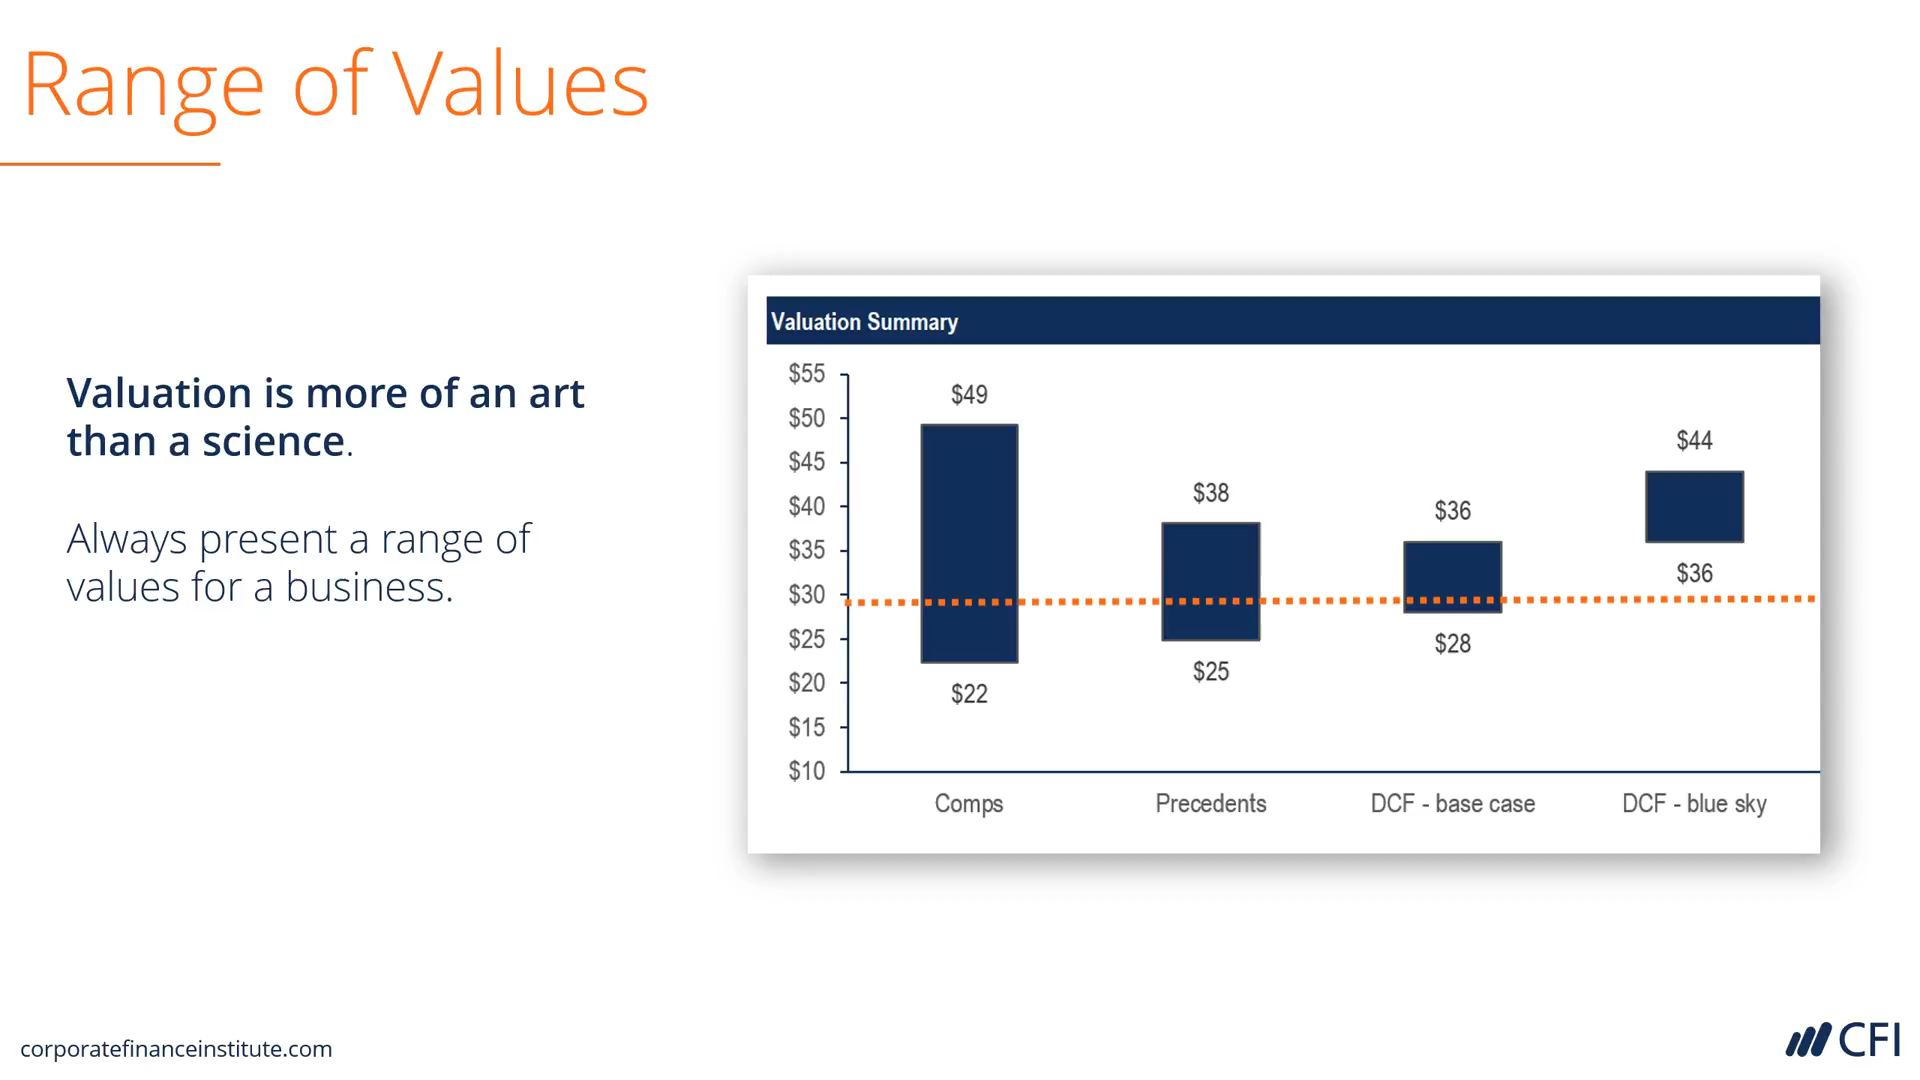 Range of Values
Valuation is more of an art
than a science.
Always present a range of
values for a business.
Valuation Summary
$55
$50
$45
$40
$35
$30
$25
$20
$15
$10
$49
$22
$38
$25
$36
$28
$44
$36
Comps
Precedents
DCF - base case
DCF - blue sky
corporatefinanceinstitute.com
CFI